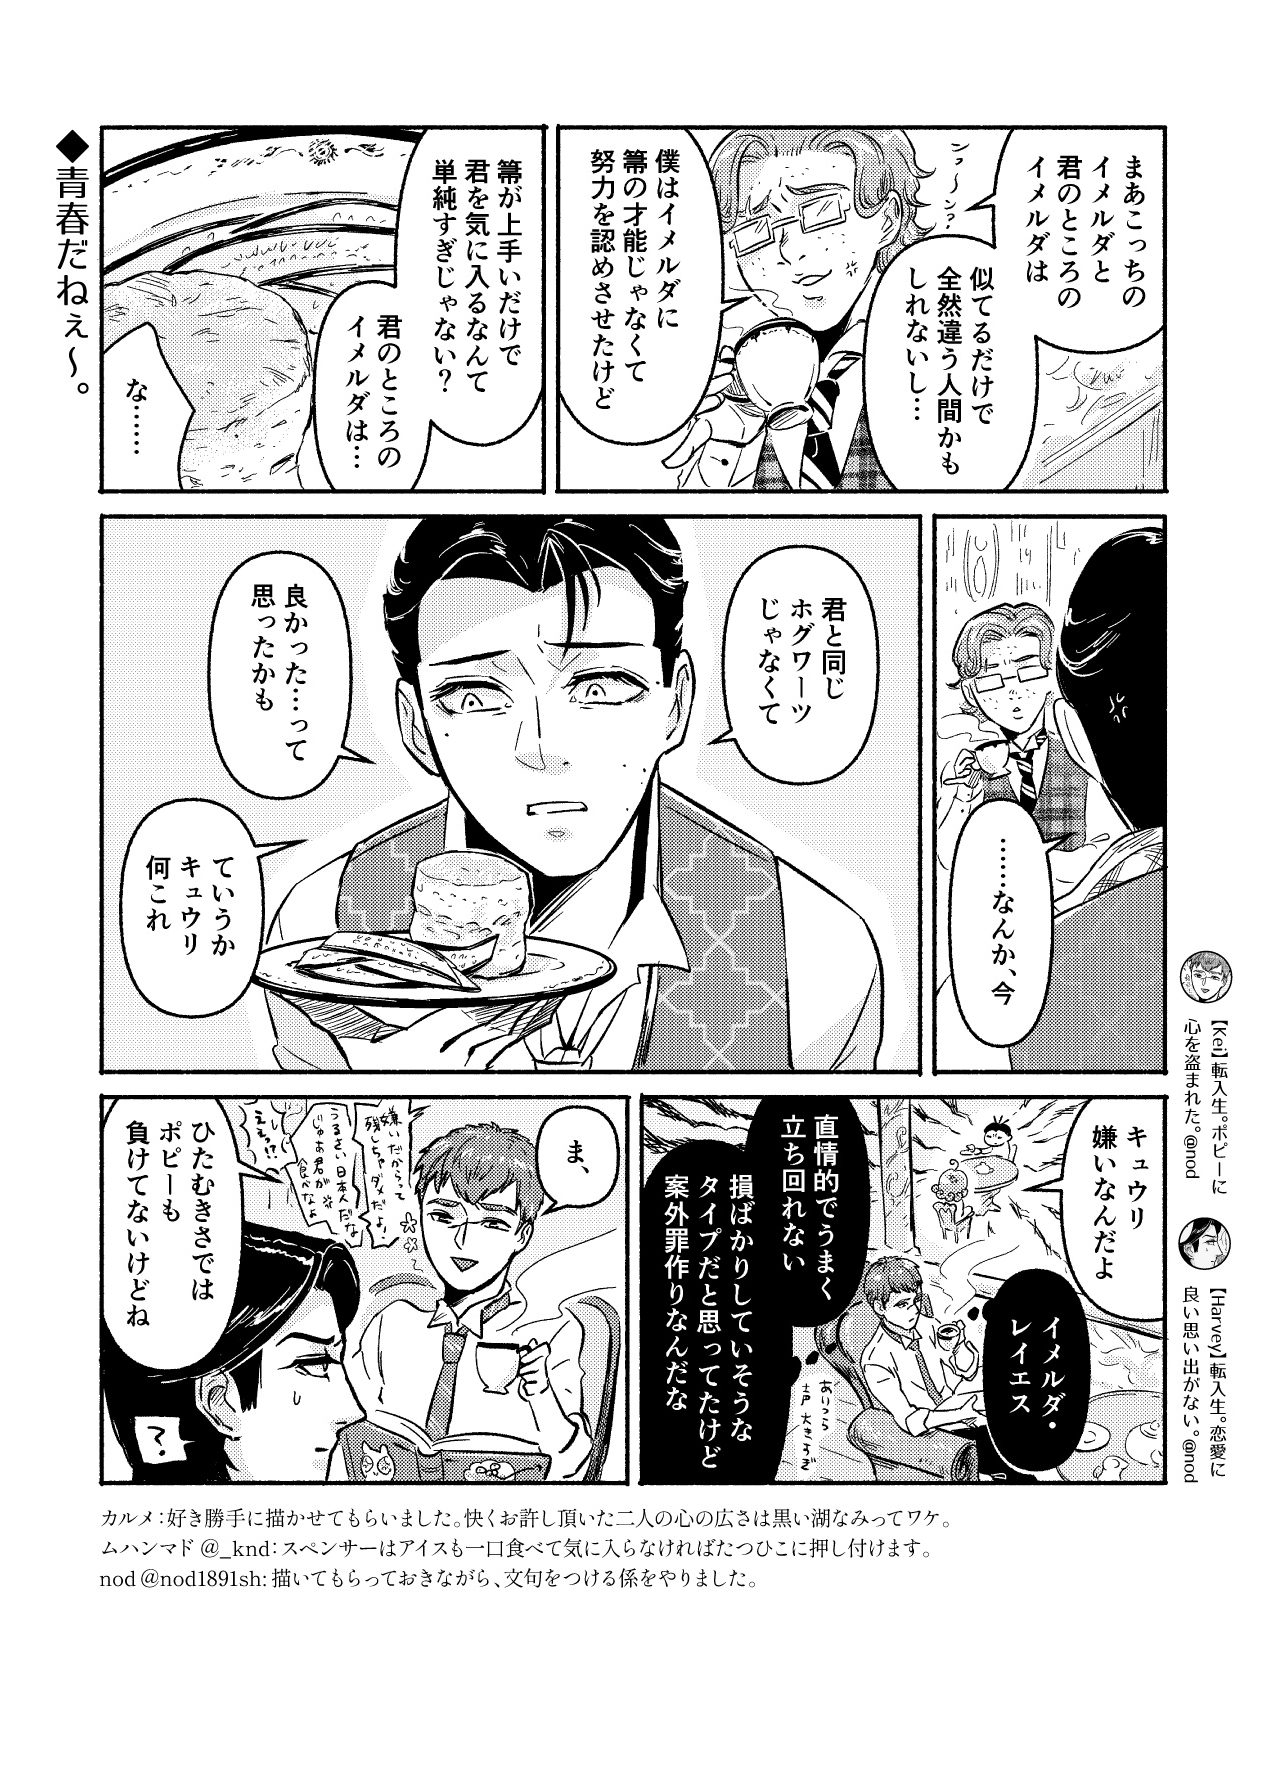 まあこっちの
イメルダと
君のところの
イメルダは
ンフ〜ン?
似てるだけで
全然違う人間かも
しれないし…
僕はイメルダに
箒の才能じゃなくて
努力を認めさせたけど
箒が上手いだけで
君を気に入るなんて
単純すぎじゃない?
君のところの
イメルダは…
な……
◆青春だねぇ〜。
……なんか、今
君と同じ
ホグワーツ
じゃなくて
良かった…って
思ったかも
ていうか
キュウリ
何これ
キュウリ
嫌いなんだよ
イメルダ・
レイエス
直情的でうまく
立ち回れない
損ばかりしていそうな
タイプだと思ってたけど
案外罪作りなんだな
あいつら
声大きすぎ
ま、
嫌いだからって
残しちゃダメだよ!
うるさい日本人だな
じゃあ君が
食べなよ
ええっ!?
ひたむきさでは
ポピーも
負けてないけどね
?
【Kei】転入生。ポピーに
心を盗まれた。@nod
【Harvey】転入生。恋愛に
良い思い出がない。@nod
カルメ:好き勝手に描かせてもらいました。快くお許し頂いた二人の心の広さは黒い湖なみってワケ。
ムハンマド @_knd:スペンサーはアイスも一口食べて気に入らなければたつひこに押し付けます。
nod @nod1891sh: 描いてもらっておきながら、文句をつける係をやりました。